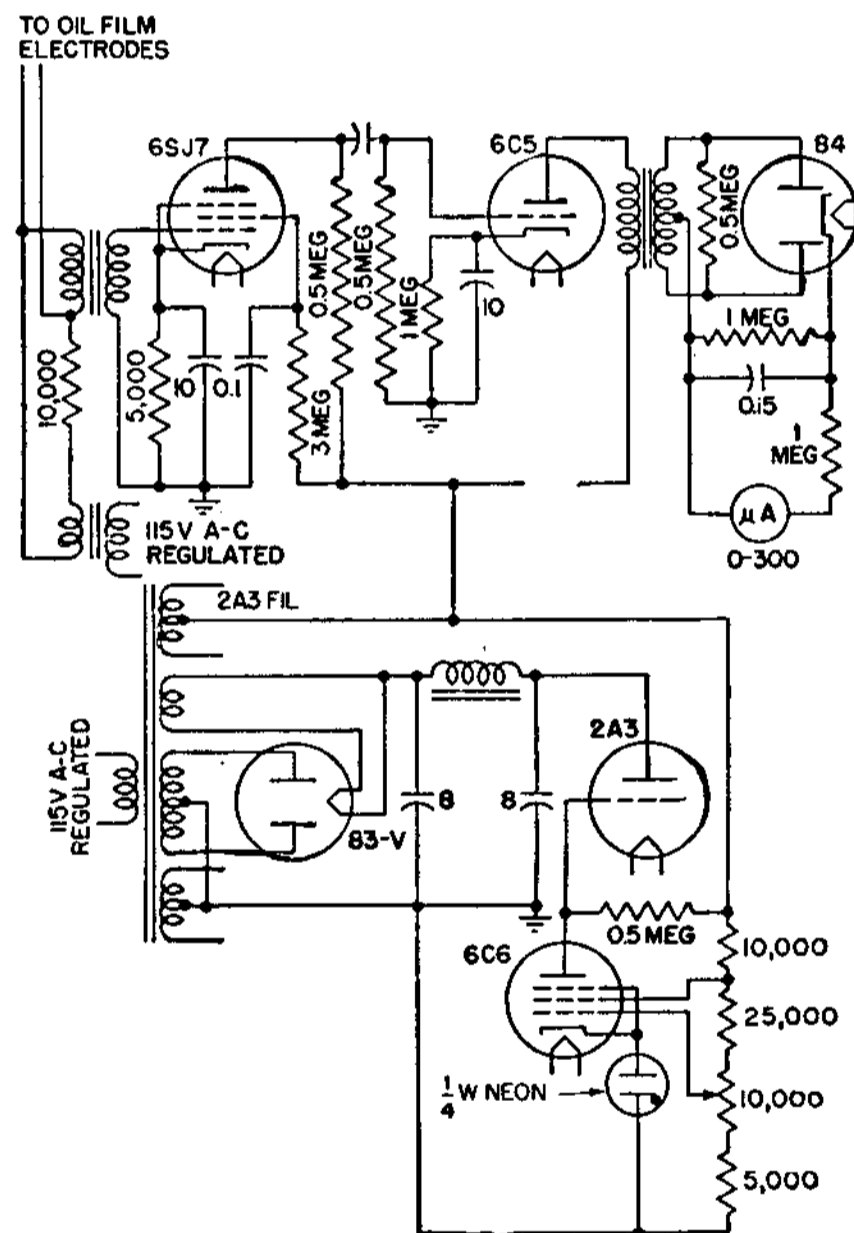 TO OIL FILM
ELECTRODES
6SJ7
6C5
84
0.5 MEG
0.5 MEG
0.5 MEG
1 MEG
10
1 MEG
10,000
5,000
10
0.1
3 MEG
0.15
1
MEG
μA
0-300
115V A-C
REGULATED
2A3 FIL
115V A-C
REGULATED
83-V
8
8
2A3
0.5 MEG
6C6
10,000
25,000
1/4 W NEON
10,000
5,000